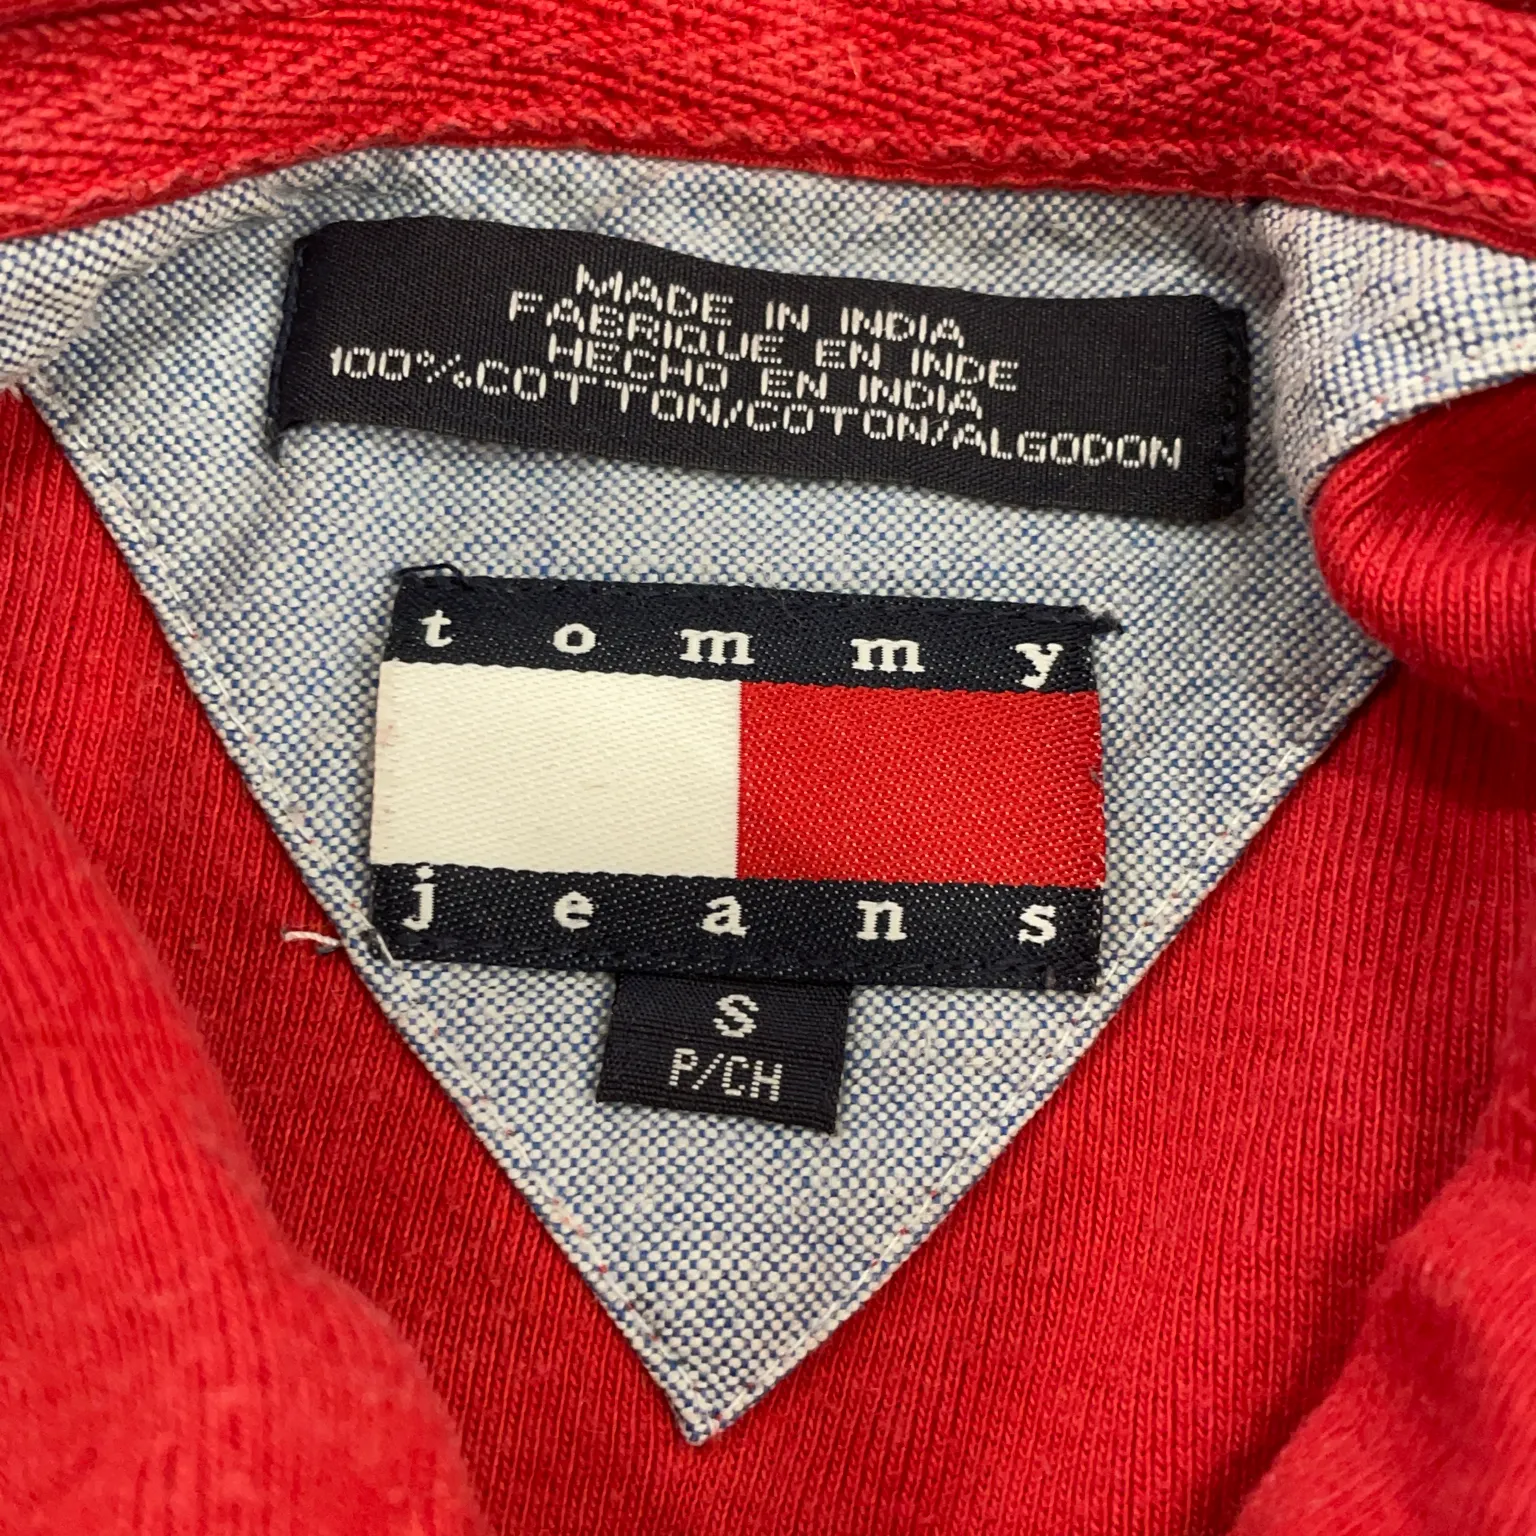 MADE IN INDIA
FABRIQUE EN INDE
HECHO EN INDIA
100%COTTON/COTON/ALGODON
tommy
jeans
S
P/CH